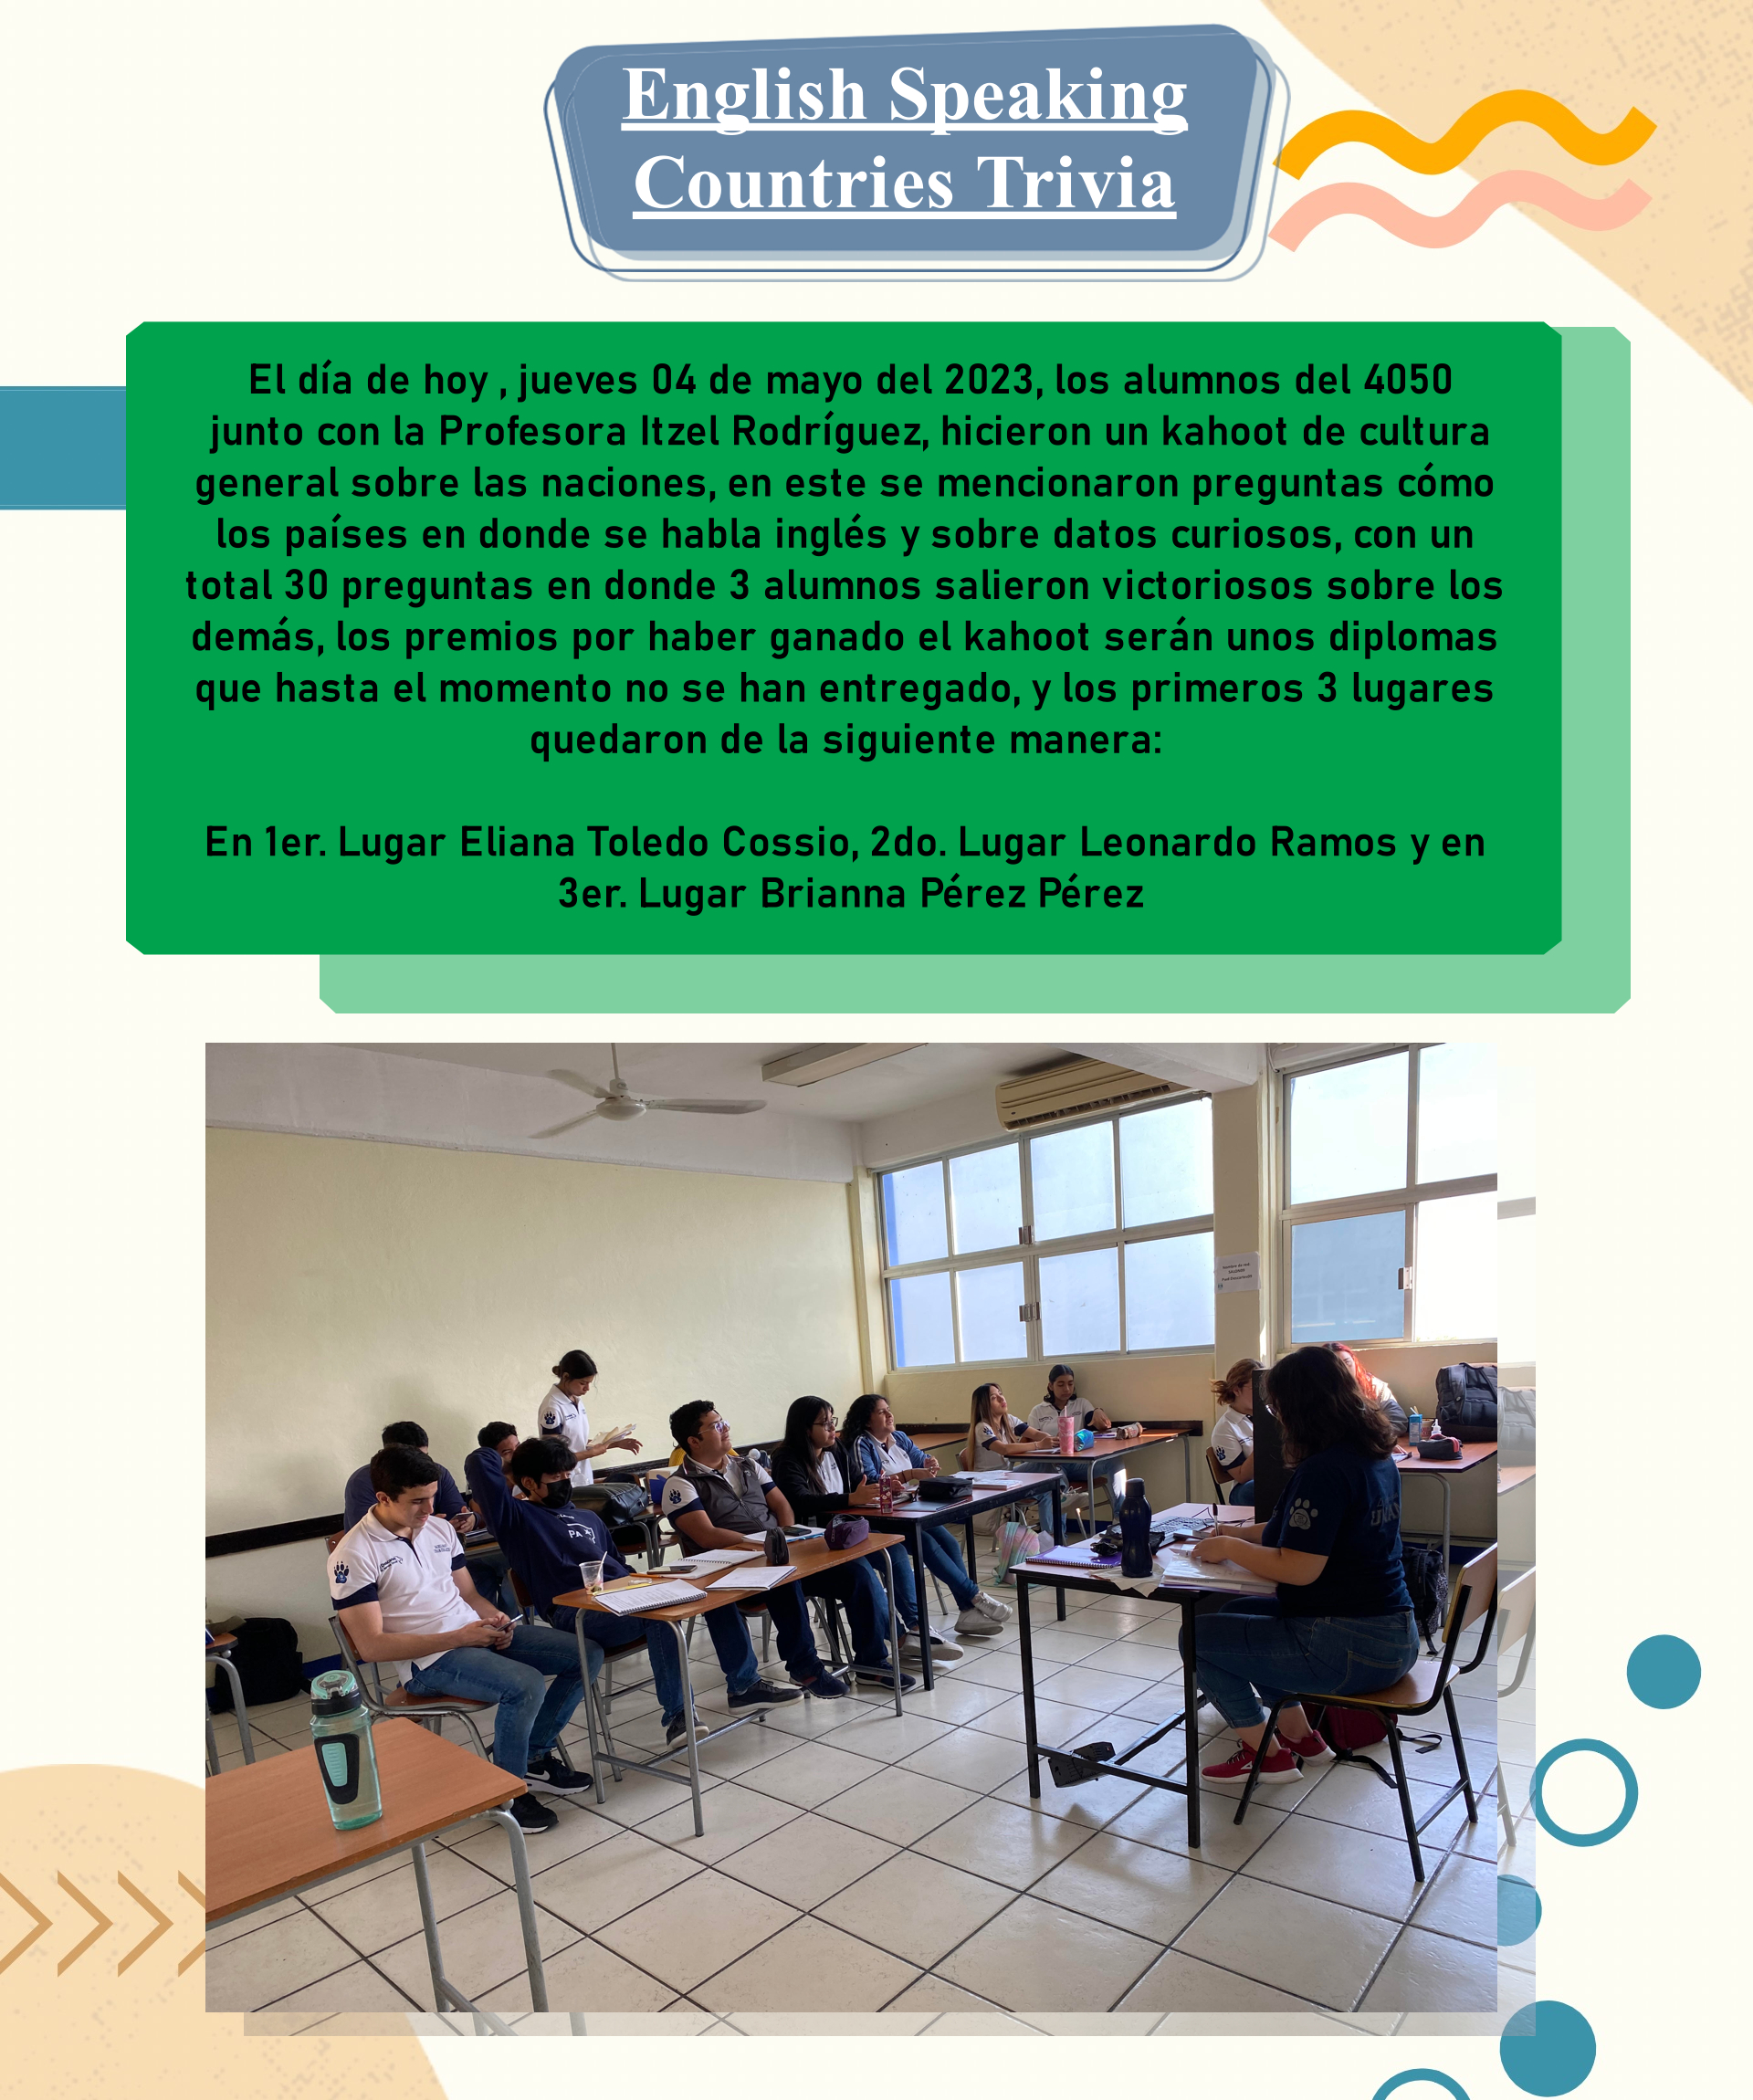 English Speaking
Countries Trivia
El día de hoy , jueves 04 de mayo del 2023, los alumnos del 4050
junto con la Profesora Itzel Rodríguez, hicieron un kahoot de cultura
general sobre las naciones, en este se mencionaron preguntas cómo
los países en donde se habla inglés y sobre datos curiosos, con un
total 30 preguntas en donde 3 alumnos salieron victoriosos sobre los
demás, los premios por haber ganado el kahoot serán unos diplomas
que hasta el momento no se han entregado, y los primeros 3 lugares
quedaron de la siguiente manera:
En 1er. Lugar Eliana Toledo Cossio, 2do. Lugar Leonardo Ramos y en
3er. Lugar Brianna Pérez Pérez